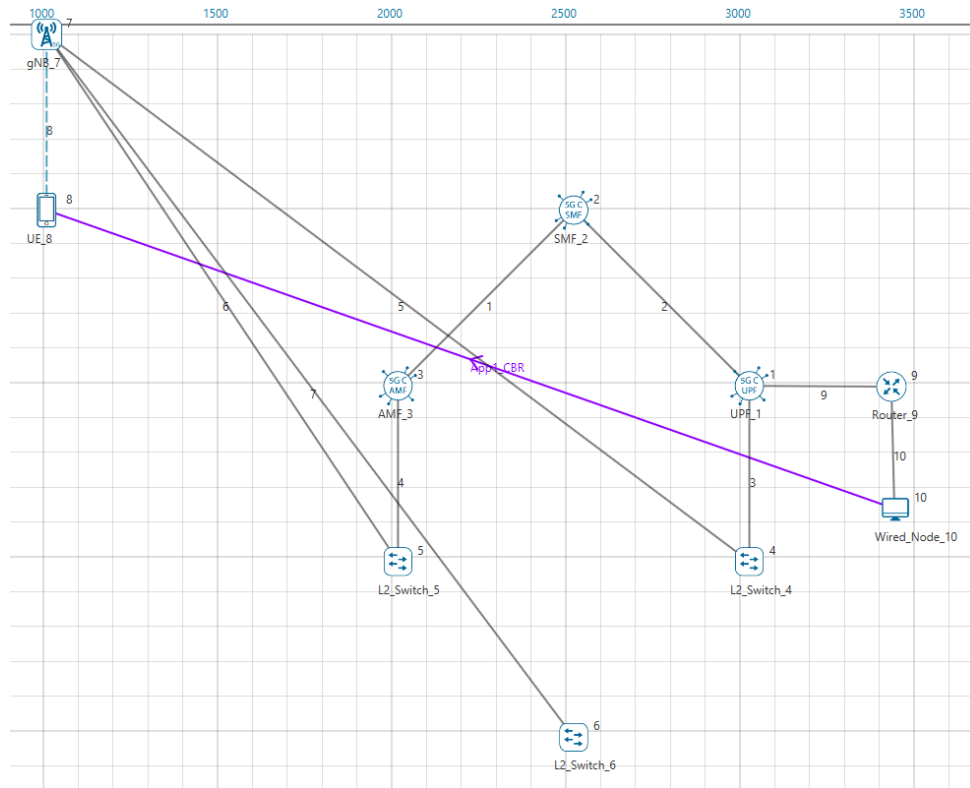 1000 1500 2000 2500 3000 3500
7
5G
gNB_7
8
8
UE_8
2
5G C
SMF
SMF_2
6
5
1
2
App1_CBR
3
5G C
AMF
AMF_3
1
5G C
UPF
UPF_1
9
9
Router_9
7
4
3
10
10
Wired_Node_10
5
L2_Switch_5
4
L2_Switch_4
6
L2_Switch_6